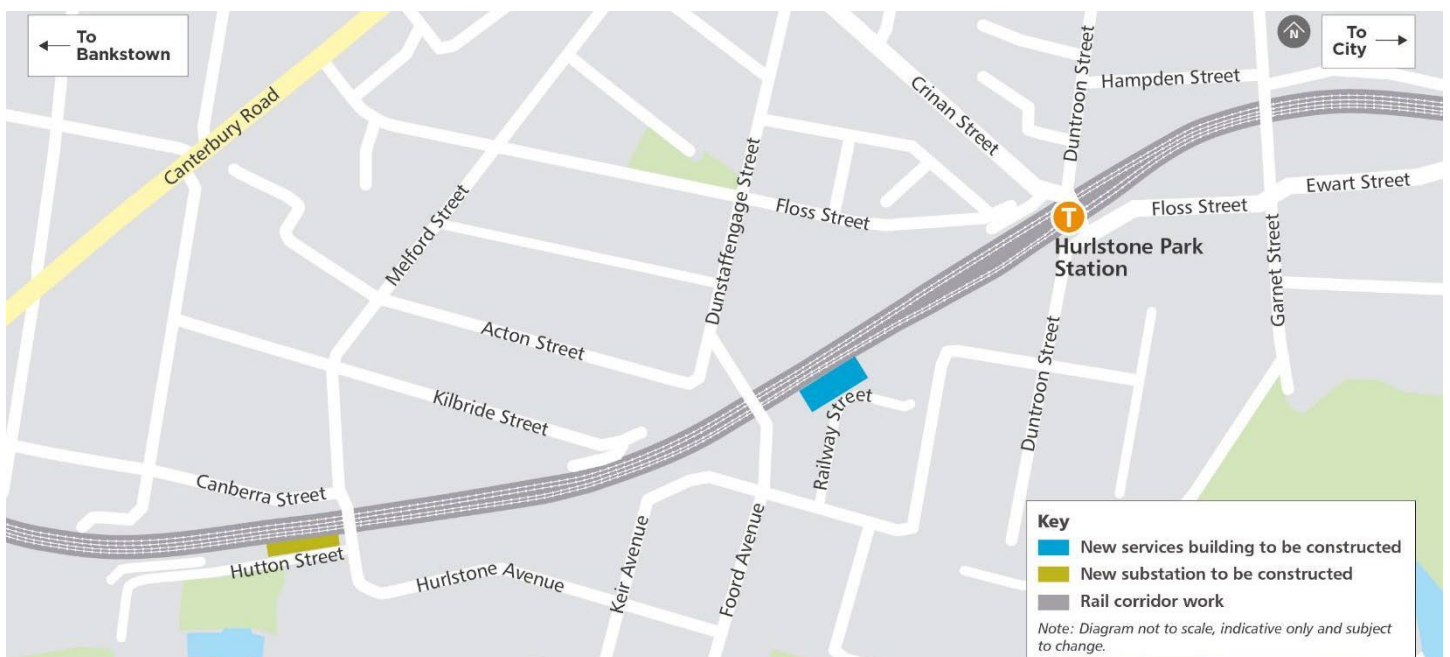 ← To
Bankstown
N
To →
City
Canterbury Road
Melford Street
Dunstaffengage Street
Crinan Street
Duntroon Street
Hampden Street
Floss Street
T
Hurlstone Park
Station
Floss Street
Ewart Street
Garnet Street
Acton Street
Kilbride Street
Railway Street
Duntroon Street
Canberra Street
Hutton Street
Hurlstone Avenue
Keir Avenue
Foord Avenue
Key
New services building to be constructed
New substation to be constructed
Rail corridor work
Note: Diagram not to scale, indicative only and subject
to change.